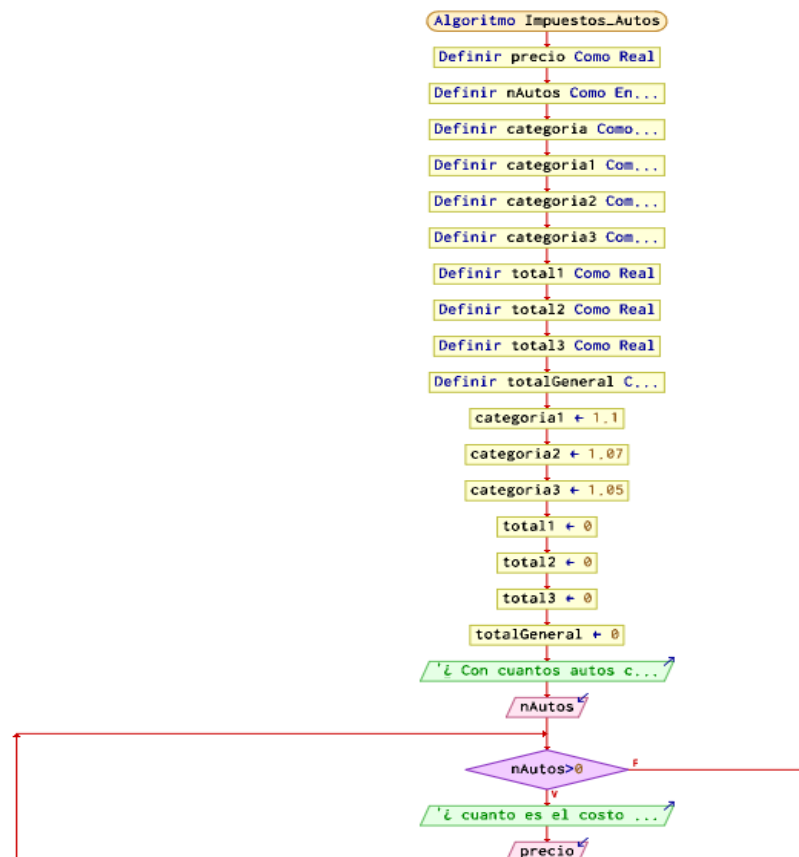 Algoritmo Impuestos_Autos
Definir precio Como Real
Definir nAutos Como En...
Definir categoria Como...
Definir categoria1 Com...
Definir categoria2 Com...
Definir categoria3 Com...
Definir total1 Como Real
Definir total2 Como Real
Definir total3 Como Real
Definir totalGeneral C...
categoria1 ← 1.1
categoria2 ← 1.07
categoria3 ← 1.05
total1 ← 0
total2 ← 0
total3 ← 0
totalGeneral ← 0
'¿ Con cuantos autos c...
nAutos
nAutos>0
F
V
'¿ cuanto es el costo ...
precio